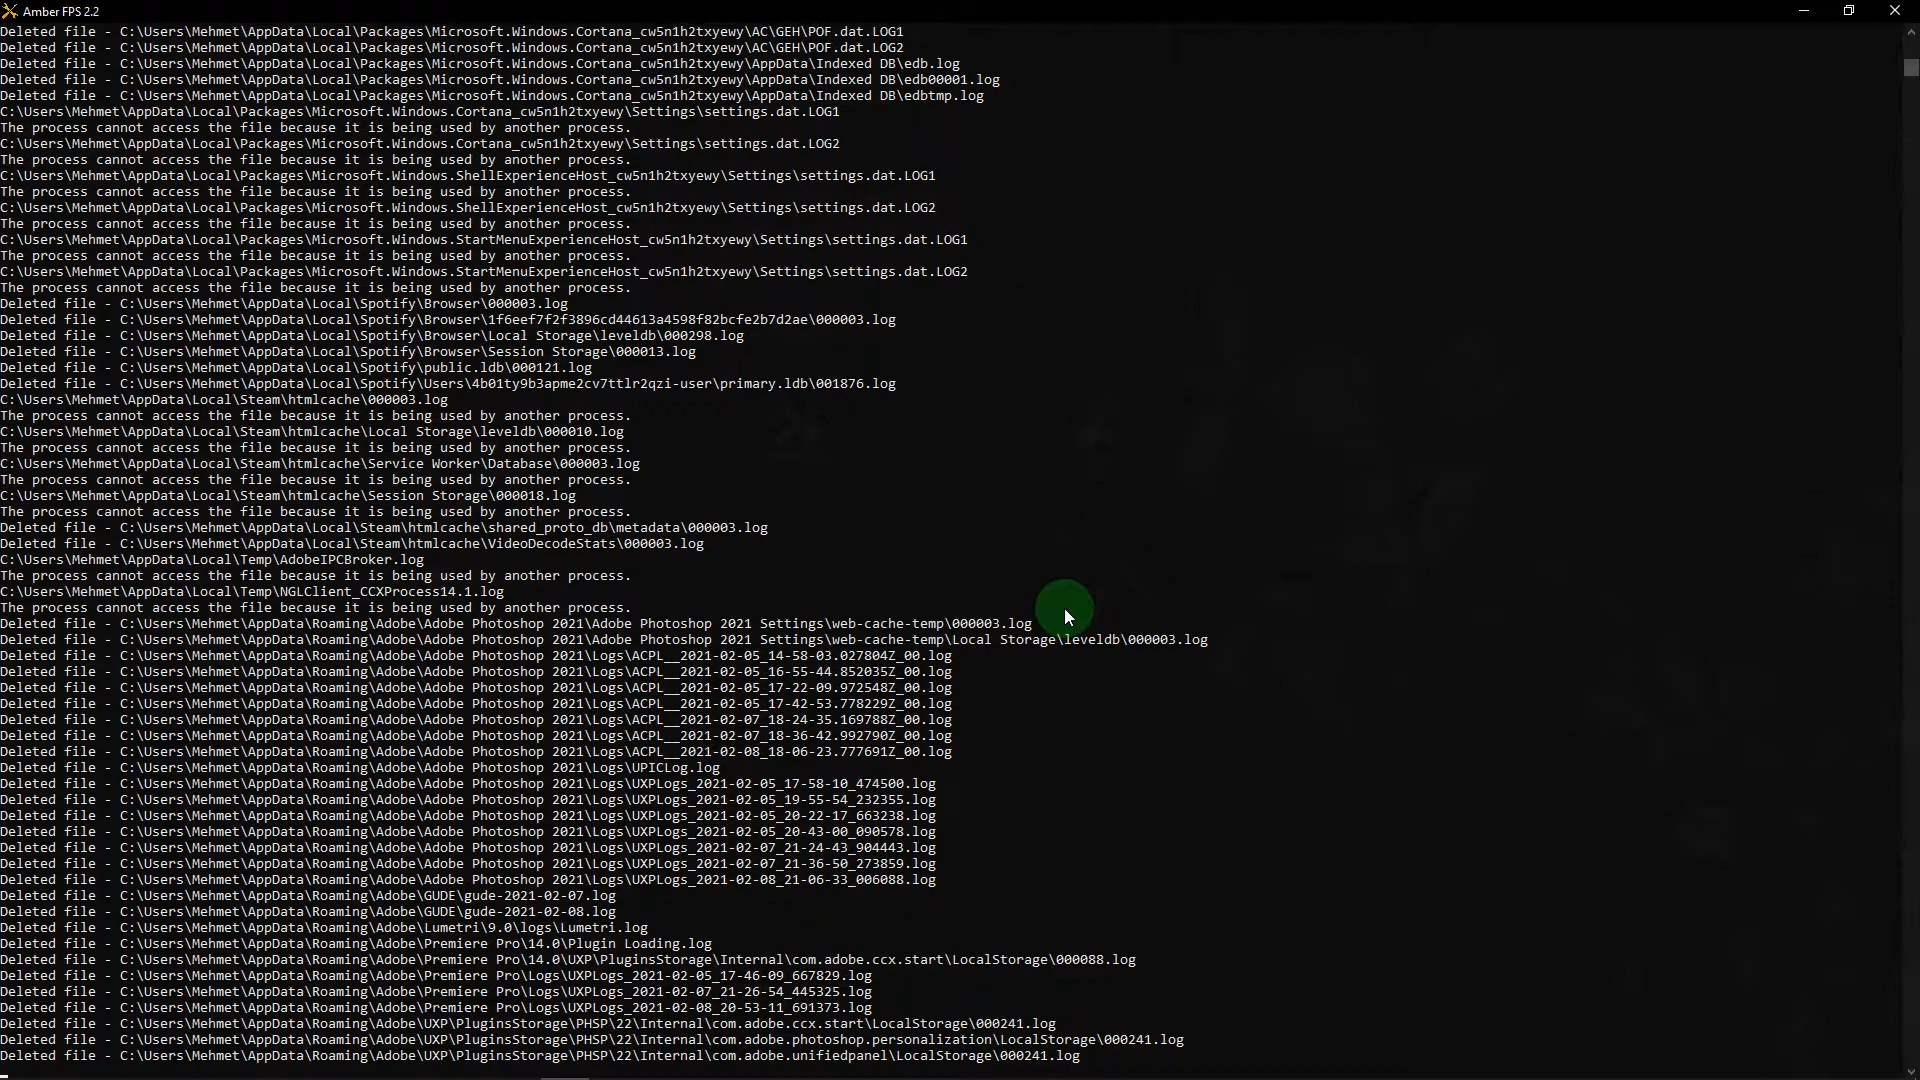 Amber FPS 2.2
Deleted file - C:\Users\Mehmet\AppData\Local\Packages\Microsoft.Windows.Cortana_cw5n1h2txyewy\AC\GEH\POF.dat.LOG1
Deleted file - C:\Users\Mehmet\AppData\Local\Packages\Microsoft.Windows.Cortana_cw5n1h2txyewy\AC\GEH\POF.dat.LOG2
Deleted file - C:\Users\Mehmet\AppData\Local\Packages\Microsoft.Windows.Cortana_cw5n1h2txyewy\AppData\Indexed DB\edb.log
Deleted file - C:\Users\Mehmet\AppData\Local\Packages\Microsoft.Windows.Cortana_cw5n1h2txyewy\AppData\Indexed DB\edb00001.log
Deleted file - C:\Users\Mehmet\AppData\Local\Packages\Microsoft.Windows.Cortana_cw5n1h2txyewy\AppData\Indexed DB\edbtmp.log
C:\Users\Mehmet\AppData\Local\Packages\Microsoft.Windows.Cortana_cw5n1h2txyewy\Settings\settings.dat.LOG1
The process cannot access the file because it is being used by another process.
C:\Users\Mehmet\AppData\Local\Packages\Microsoft.Windows.Cortana_cw5n1h2txyewy\Settings\settings.dat.LOG2
The process cannot access the file because it is being used by another process.
C:\Users\Mehmet\AppData\Local\Packages\Microsoft.Windows.ShellExperienceHost_cw5n1h2txyewy\Settings\settings.dat.LOG1
The process cannot access the file because it is being used by another process.
C:\Users\Mehmet\AppData\Local\Packages\Microsoft.Windows.ShellExperienceHost_cw5n1h2txyewy\Settings\settings.dat.LOG2
The process cannot access the file because it is being used by another process.
C:\Users\Mehmet\AppData\Local\Packages\Microsoft.Windows.StartMenuExperienceHost_cw5n1h2txyewy\Settings\settings.dat.LOG1
The process cannot access the file because it is being used by another process.
C:\Users\Mehmet\AppData\Local\Packages\Microsoft.Windows.StartMenuExperienceHost_cw5n1h2txyewy\Settings\settings.dat.LOG2
The process cannot access the file because it is being used by another process.
Deleted file - C:\Users\Mehmet\AppData\Local\Spotify\Browser\000003.log
Deleted file - C:\Users\Mehmet\AppData\Local\Spotify\Browser\1f6eef7f2f3896cd44613a4598f82bcfe2b7d2ae\000003.log
Deleted file - C:\Users\Mehmet\AppData\Local\Spotify\Browser\Local Storage\leveldb\000298.log
Deleted file - C:\Users\Mehmet\AppData\Local\Spotify\Browser\Session Storage\000013.log
Deleted file - C:\Users\Mehmet\AppData\Local\Spotify\public.ldb\000121.log
Deleted file - C:\Users\Mehmet\AppData\Local\Spotify\Users\4b01ty9b3apme2cv7ttlr2qzi-user\primary.ldb\001876.log
C:\Users\Mehmet\AppData\Local\Steam\htmlcache\000003.log
The process cannot access the file because it is being used by another process.
C:\Users\Mehmet\AppData\Local\Steam\htmlcache\Local Storage\leveldb\000010.log
The process cannot access the file because it is being used by another process.
C:\Users\Mehmet\AppData\Local\Steam\htmlcache\Service Worker\Database\000003.log
The process cannot access the file because it is being used by another process.
C:\Users\Mehmet\AppData\Local\Steam\htmlcache\Session Storage\000018.log
The process cannot access the file because it is being used by another process.
Deleted file - C:\Users\Mehmet\AppData\Local\Steam\htmlcache\shared_proto_db\metadata\000003.log
Deleted file - C:\Users\Mehmet\AppData\Local\Steam\htmlcache\VideoDecodeStats\000003.log
C:\Users\Mehmet\AppData\Local\Temp\AdobeIPCBroker.log
The process cannot access the file because it is being used by another process.
C:\Users\Mehmet\AppData\Local\Temp\NGLClient_CCXProcess14.1.log
The process cannot access the file because it is being used by another process.
Deleted file - C:\Users\Mehmet\AppData\Roaming\Adobe\Adobe Photoshop 2021\Adobe Photoshop 2021 Settings\web-cache-temp\000003.log
Deleted file - C:\Users\Mehmet\AppData\Roaming\Adobe\Adobe Photoshop 2021\Adobe Photoshop 2021 Settings\web-cache-temp\Local Storage\leveldb\000003.log
Deleted file - C:\Users\Mehmet\AppData\Roaming\Adobe\Adobe Photoshop 2021\Logs\ACPL__2021-02-05_14-58-03.027804Z_00.log
Deleted file - C:\Users\Mehmet\AppData\Roaming\Adobe\Adobe Photoshop 2021\Logs\ACPL__2021-02-05_16-55-44.852035Z_00.log
Deleted file - C:\Users\Mehmet\AppData\Roaming\Adobe\Adobe Photoshop 2021\Logs\ACPL__2021-02-05_17-22-09.972548Z_00.log
Deleted file - C:\Users\Mehmet\AppData\Roaming\Adobe\Adobe Photoshop 2021\Logs\ACPL__2021-02-05_17-42-53.778229Z_00.log
Deleted file - C:\Users\Mehmet\AppData\Roaming\Adobe\Adobe Photoshop 2021\Logs\ACPL__2021-02-07_18-24-35.169788Z_00.log
Deleted file - C:\Users\Mehmet\AppData\Roaming\Adobe\Adobe Photoshop 2021\Logs\ACPL__2021-02-07_18-36-42.992790Z_00.log
Deleted file - C:\Users\Mehmet\AppData\Roaming\Adobe\Adobe Photoshop 2021\Logs\ACPL__2021-02-08_18-06-23.777691Z_00.log
Deleted file - C:\Users\Mehmet\AppData\Roaming\Adobe\Adobe Photoshop 2021\Logs\UPICLog.log
Deleted file - C:\Users\Mehmet\AppData\Roaming\Adobe\Adobe Photoshop 2021\Logs\UXPLogs_2021-02-05_17-58-10_474500.log
Deleted file - C:\Users\Mehmet\AppData\Roaming\Adobe\Adobe Photoshop 2021\Logs\UXPLogs_2021-02-05_19-55-54_232355.log
Deleted file - C:\Users\Mehmet\AppData\Roaming\Adobe\Adobe Photoshop 2021\Logs\UXPLogs_2021-02-05_20-22-17_663238.log
Deleted file - C:\Users\Mehmet\AppData\Roaming\Adobe\Adobe Photoshop 2021\Logs\UXPLogs_2021-02-05_20-43-00_090578.log
Deleted file - C:\Users\Mehmet\AppData\Roaming\Adobe\Adobe Photoshop 2021\Logs\UXPLogs_2021-02-07_21-24-43_904443.log
Deleted file - C:\Users\Mehmet\AppData\Roaming\Adobe\Adobe Photoshop 2021\Logs\UXPLogs_2021-02-07_21-36-50_273859.log
Deleted file - C:\Users\Mehmet\AppData\Roaming\Adobe\Adobe Photoshop 2021\Logs\UXPLogs_2021-02-08_21-06-33_006088.log
Deleted file - C:\Users\Mehmet\AppData\Roaming\Adobe\GUDE\gude-2021-02-07.log
Deleted file - C:\Users\Mehmet\AppData\Roaming\Adobe\GUDE\gude-2021-02-08.log
Deleted file - C:\Users\Mehmet\AppData\Roaming\Adobe\Lumetri\9.0\logs\Lumetri.log
Deleted file - C:\Users\Mehmet\AppData\Roaming\Adobe\Premiere Pro\14.0\Plugin Loading.log
Deleted file - C:\Users\Mehmet\AppData\Roaming\Adobe\Premiere Pro\14.0\UXP\PluginsStorage\Internal\com.adobe.ccx.start\LocalStorage\000088.log
Deleted file - C:\Users\Mehmet\AppData\Roaming\Adobe\Premiere Pro\Logs\UXPLogs_2021-02-05_17-46-09_667829.log
Deleted file - C:\Users\Mehmet\AppData\Roaming\Adobe\Premiere Pro\Logs\UXPLogs_2021-02-07_21-26-54_445325.log
Deleted file - C:\Users\Mehmet\AppData\Roaming\Adobe\Premiere Pro\Logs\UXPLogs_2021-02-08_20-53-11_691373.log
Deleted file - C:\Users\Mehmet\AppData\Roaming\Adobe\UXP\PluginsStorage\PHSP\22\Internal\com.adobe.ccx.start\LocalStorage\000241.log
Deleted file - C:\Users\Mehmet\AppData\Roaming\Adobe\UXP\PluginsStorage\PHSP\22\Internal\com.adobe.photoshop.personalization\LocalStorage\000241.log
Deleted file - C:\Users\Mehmet\AppData\Roaming\Adobe\UXP\PluginsStorage\PHSP\22\Internal\com.adobe.unifiedpanel\LocalStorage\000241.log